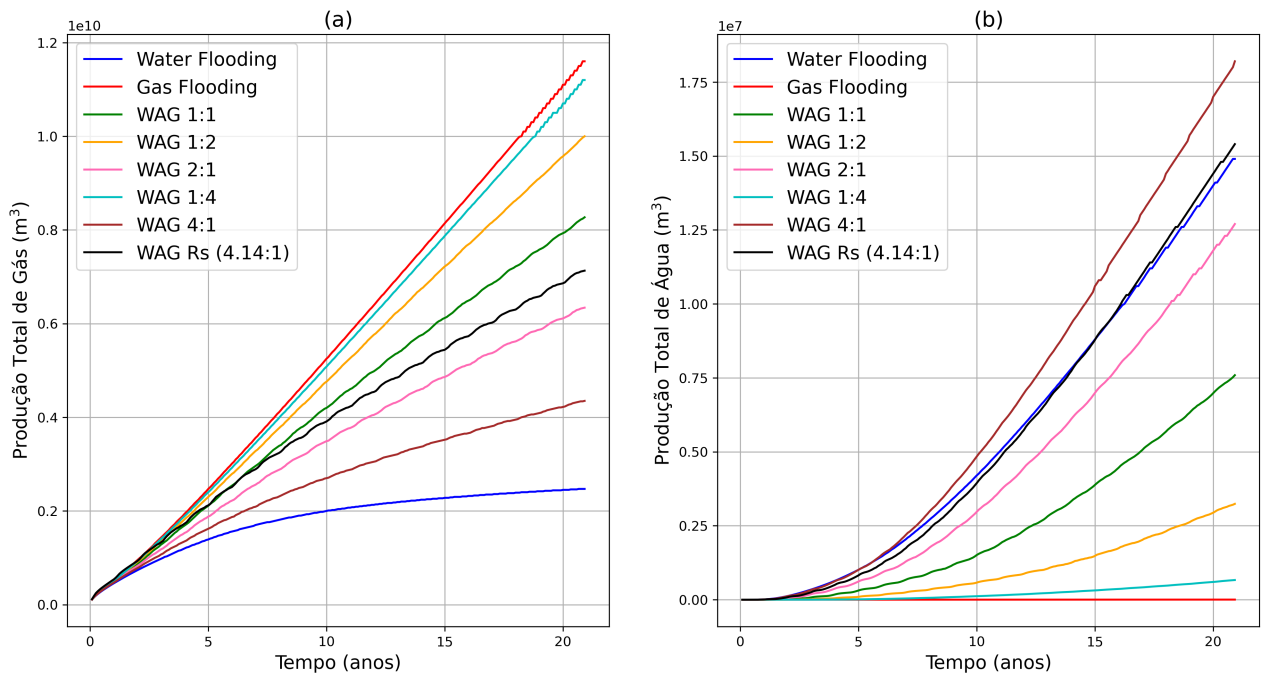 (a)
1e10
1.2
1.0
0.8
0.6
0.4
0.2
0.0
Produção Total de Gás (m³)
Water Flooding
Gas Flooding
WAG 1:1
WAG 1:2
WAG 2:1
WAG 1:4
WAG 4:1
WAG Rs (4.14:1)
0 5 10 15 20
Tempo (anos)
(b)
1e7
1.75
1.50
1.25
1.00
0.75
0.50
0.25
0.00
Produção Total de Água (m³)
Water Flooding
Gas Flooding
WAG 1:1
WAG 1:2
WAG 2:1
WAG 1:4
WAG 4:1
WAG Rs (4.14:1)
0 5 10 15 20
Tempo (anos)